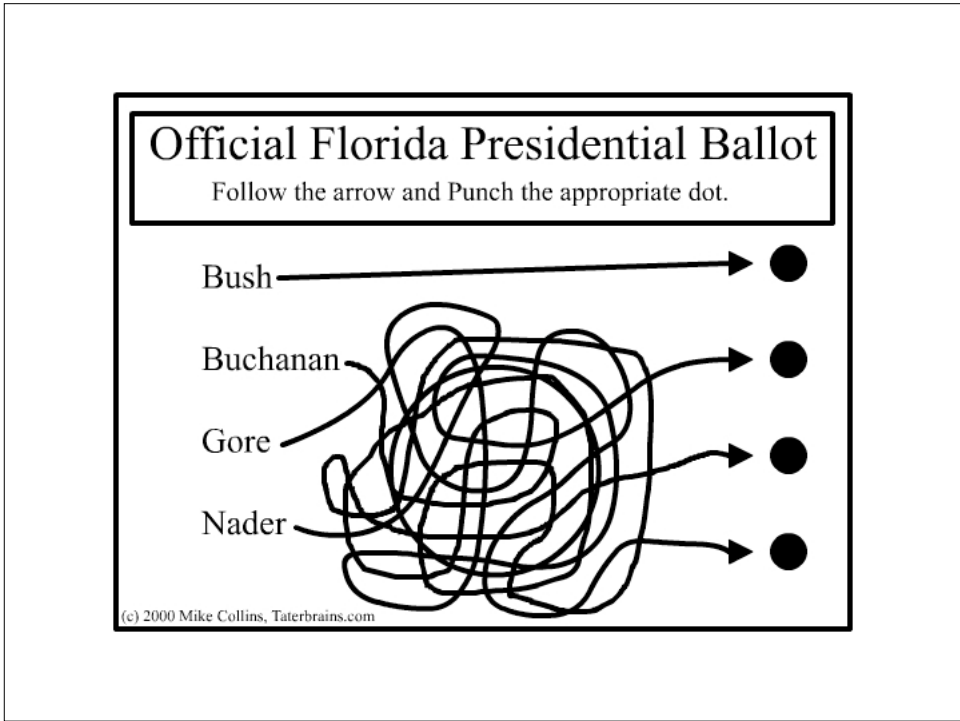 Official Florida Presidential Ballot
Follow the arrow and Punch the appropriate dot.
Bush
Buchanan
Gore
Nader
(c) 2000 Mike Collins, Taterbrains.com